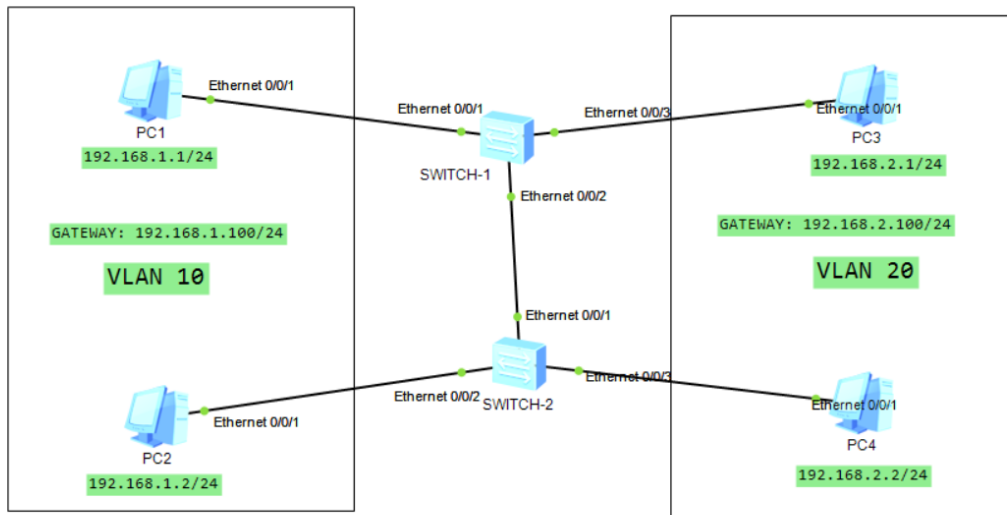 Ethernet 0/0/1
PC1
192.168.1.1/24
GATEWAY: 192.168.1.100/24
VLAN 10
Ethernet 0/0/1
PC2
192.168.1.2/24
Ethernet 0/0/1
Ethernet 0/0/3
SWITCH-1
Ethernet 0/0/2
Ethernet 0/0/1
Ethernet 0/0/2
Ethernet 0/0/3
SWITCH-2
Ethernet 0/0/1
PC3
192.168.2.1/24
GATEWAY: 192.168.2.100/24
VLAN 20
Ethernet 0/0/1
PC4
192.168.2.2/24